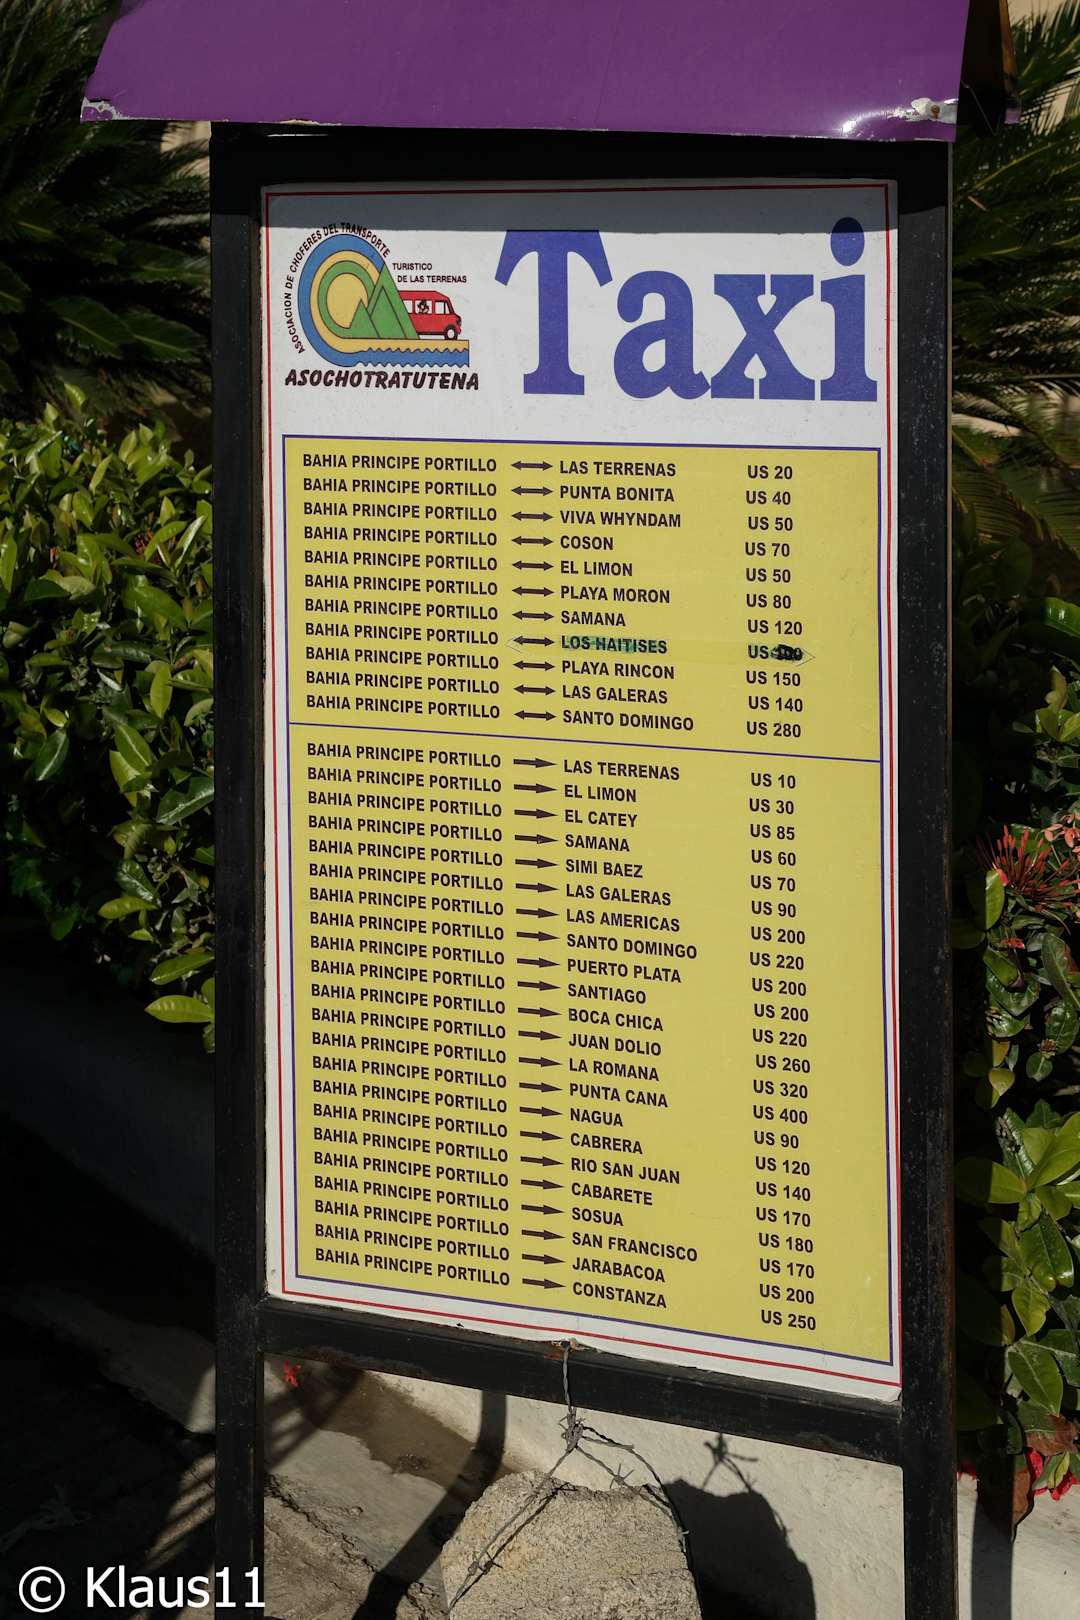 ASOCIACION DE CHOFERES DEL TRANSPORTE
TURISTICO
DE LAS TERRENAS
ASOCHOTRATUTENA
Taxi
BAHIA PRINCIPE PORTILLO ↔ LAS TERRENAS US 20
BAHIA PRINCIPE PORTILLO ↔ PUNTA BONITA US 40
BAHIA PRINCIPE PORTILLO ↔ VIVA WHYNDAM US 50
BAHIA PRINCIPE PORTILLO ↔ COSON US 70
BAHIA PRINCIPE PORTILLO ↔ EL LIMON US 50
BAHIA PRINCIPE PORTILLO ↔ PLAYA MORON US 80
BAHIA PRINCIPE PORTILLO ↔ SAMANA US 120
BAHIA PRINCIPE PORTILLO ↔ LOS HAITISES US
BAHIA PRINCIPE PORTILLO ↔ PLAYA RINCON US 150
BAHIA PRINCIPE PORTILLO ↔ LAS GALERAS US 140
BAHIA PRINCIPE PORTILLO ↔ SANTO DOMINGO US 280
BAHIA PRINCIPE PORTILLO → LAS TERRENAS US 10
BAHIA PRINCIPE PORTILLO → EL LIMON US 30
BAHIA PRINCIPE PORTILLO → EL CATEY US 85
BAHIA PRINCIPE PORTILLO → SAMANA US 60
BAHIA PRINCIPE PORTILLO → SIMI BAEZ US 70
BAHIA PRINCIPE PORTILLO → LAS GALERAS US 90
BAHIA PRINCIPE PORTILLO → LAS AMERICAS US 200
BAHIA PRINCIPE PORTILLO → SANTO DOMINGO US 220
BAHIA PRINCIPE PORTILLO → PUERTO PLATA US 200
BAHIA PRINCIPE PORTILLO → SANTIAGO US 200
BAHIA PRINCIPE PORTILLO → BOCA CHICA US 220
BAHIA PRINCIPE PORTILLO → JUAN DOLIO US 260
BAHIA PRINCIPE PORTILLO → LA ROMANA US 320
BAHIA PRINCIPE PORTILLO → PUNTA CANA US 400
BAHIA PRINCIPE PORTILLO → NAGUA US 90
BAHIA PRINCIPE PORTILLO → CABRERA US 120
BAHIA PRINCIPE PORTILLO → RIO SAN JUAN US 140
BAHIA PRINCIPE PORTILLO → CABARETE US 170
BAHIA PRINCIPE PORTILLO → SOSUA US 180
BAHIA PRINCIPE PORTILLO → SAN FRANCISCO US 170
BAHIA PRINCIPE PORTILLO → JARABACOA US 200
BAHIA PRINCIPE PORTILLO → CONSTANZA US 250
© Klaus11